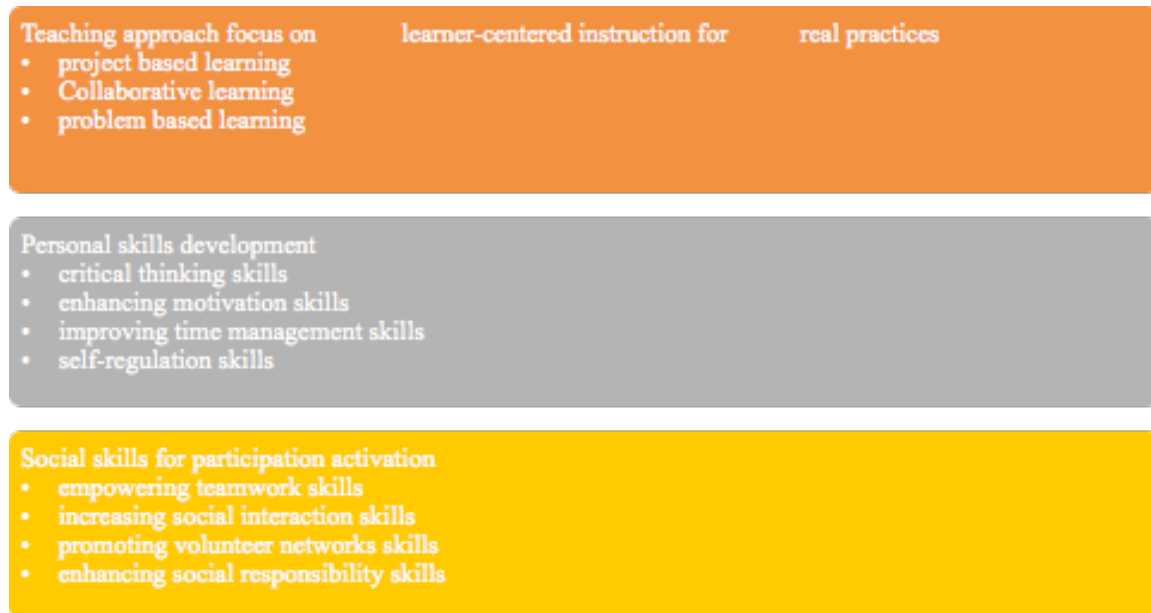 Teaching approach focus on learner-centered instruction for real practices
• project based learning
• Collaborative learning
• problem based learning
Personal skills development
• critical thinking skills
• enhancing motivation skills
• improving time management skills
• self-regulation skills
Social skills for participation activation
• empowering teamwork skills
• increasing social interaction skills
• promoting volunteer networks skills
• enhancing social responsibility skills